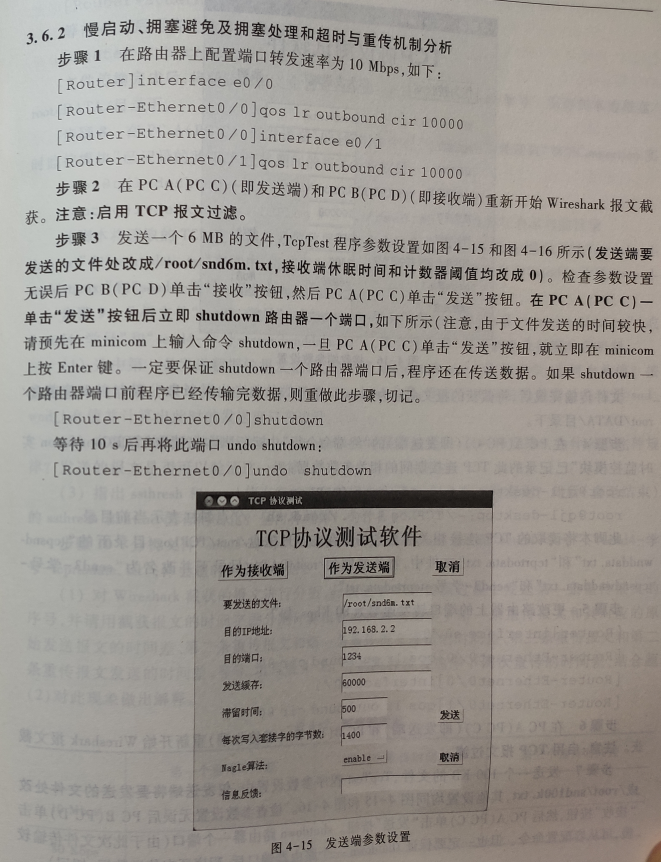 3.6.2 慢启动、拥塞避免及拥塞处理和超时与重传机制分析
步骤 1 在路由器上配置端口转发速率为 10 Mbps,如下:
[Router]interface e0/0
[Router-Ethernet0/0]qos lr outbound cir 10000
[Router-Ethernet0/0]interface e0/1
[Router-Ethernet0/1]qos lr outbound cir 10000
步骤 2 在 PC A(PC C)(即发送端)和 PC B(PC D)(即接收端)重新开始 Wireshark 报文截
获。注意:启用 TCP 报文过滤。
步骤 3 发送一个 6 MB 的文件,TcpTest 程序参数设置如图 4-15 和图 4-16 所示(发送端要
发送的文件处改成/root/snd6m.txt,接收端休眠时间和计数器阈值均改成 0)。检查参数设置
无误后 PC B(PC D)单击“接收”按钮,然后 PC A(PC C)单击“发送”按钮。在 PC A(PC C)一
单击“发送”按钮后立即 shutdown 路由器一个端口,如下所示(注意,由于文件发送的时间较快,
请预先在 minicom 上输入命令 shutdown,一旦 PC A(PC C)单击“发送”按钮,就立即在 minicom
上按 Enter 键。一定要保证 shutdown 一个路由器端口后,程序还在传送数据。如果 shutdown 一
个路由器端口前程序已经传输完数据,则重做此步骤,切记。
[Router-Ethernet0/0]shutdown
等待 10 s 后再将此端口 undo shutdown:
[Router-Ethernet0/0]undo shutdown
TCP 协议测试
TCP协议测试软件
作为接收端 作为发送端 取消
要发送的文件: /root/snd6m.txt
目的IP地址: 192.168.2.2
目的端口: 1234
发送缓存: 60000
滞留时间: 500 发送
每次写入套接字的字节数: 1400
Nagle算法: enable 取消
信息反馈:
图 4-15 发送端参数设置